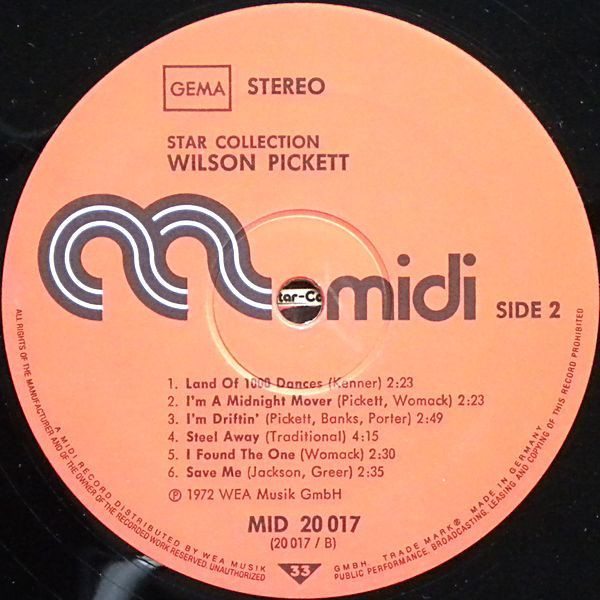 GEMA STEREO
STAR COLLECTION
WILSON PICKETT
midi SIDE 2
tar-Co
1. Land Of 1000 Dances (Kenner) 2:23
2. I'm A Midnight Mover (Pickett, Womack) 2:23
3. I'm Driftin' (Pickett, Banks, Porter) 2:49
4. Steel Away (Traditional) 4:15
5. I Found The One (Womack) 2:30
6. Save Me (Jackson, Greer) 2:35
Ⓟ 1972 WEA Musik GmbH
MID 20 017
(20 017 / B)
33
ALL RIGHTS OF THE MANUFACTURER AND OF THE OWNER OF THE RECORDED WORK RESERVED. UNAUTHORIZED PUBLIC PERFORMANCE, BROADCASTING, LEASING AND COPYING OF THIS RECORD PROHIBITED
A MIDI RECORD DISTRIBUTED BY WEA MUSIK GMBH. TRADE MARK® MADE IN GERMANY